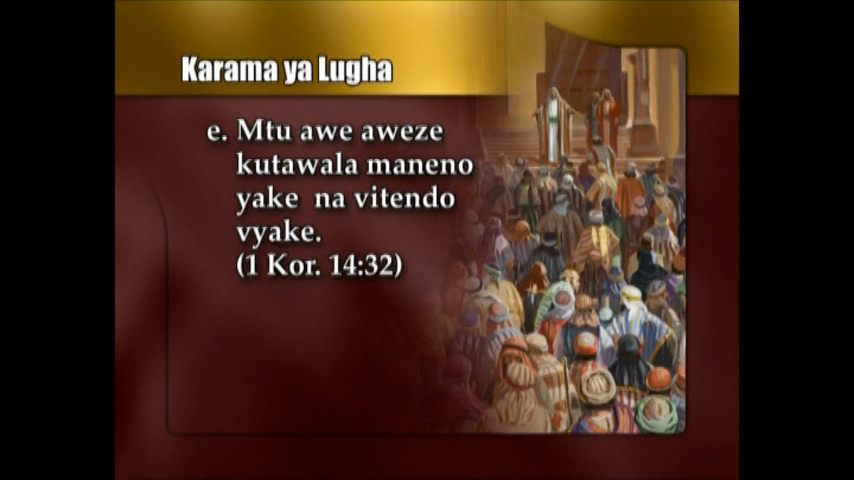 Karama ya Lugha
e. Mtu awe aweze
kutawala maneno
yake na vitendo
vyake.
(1 Kor. 14:32)